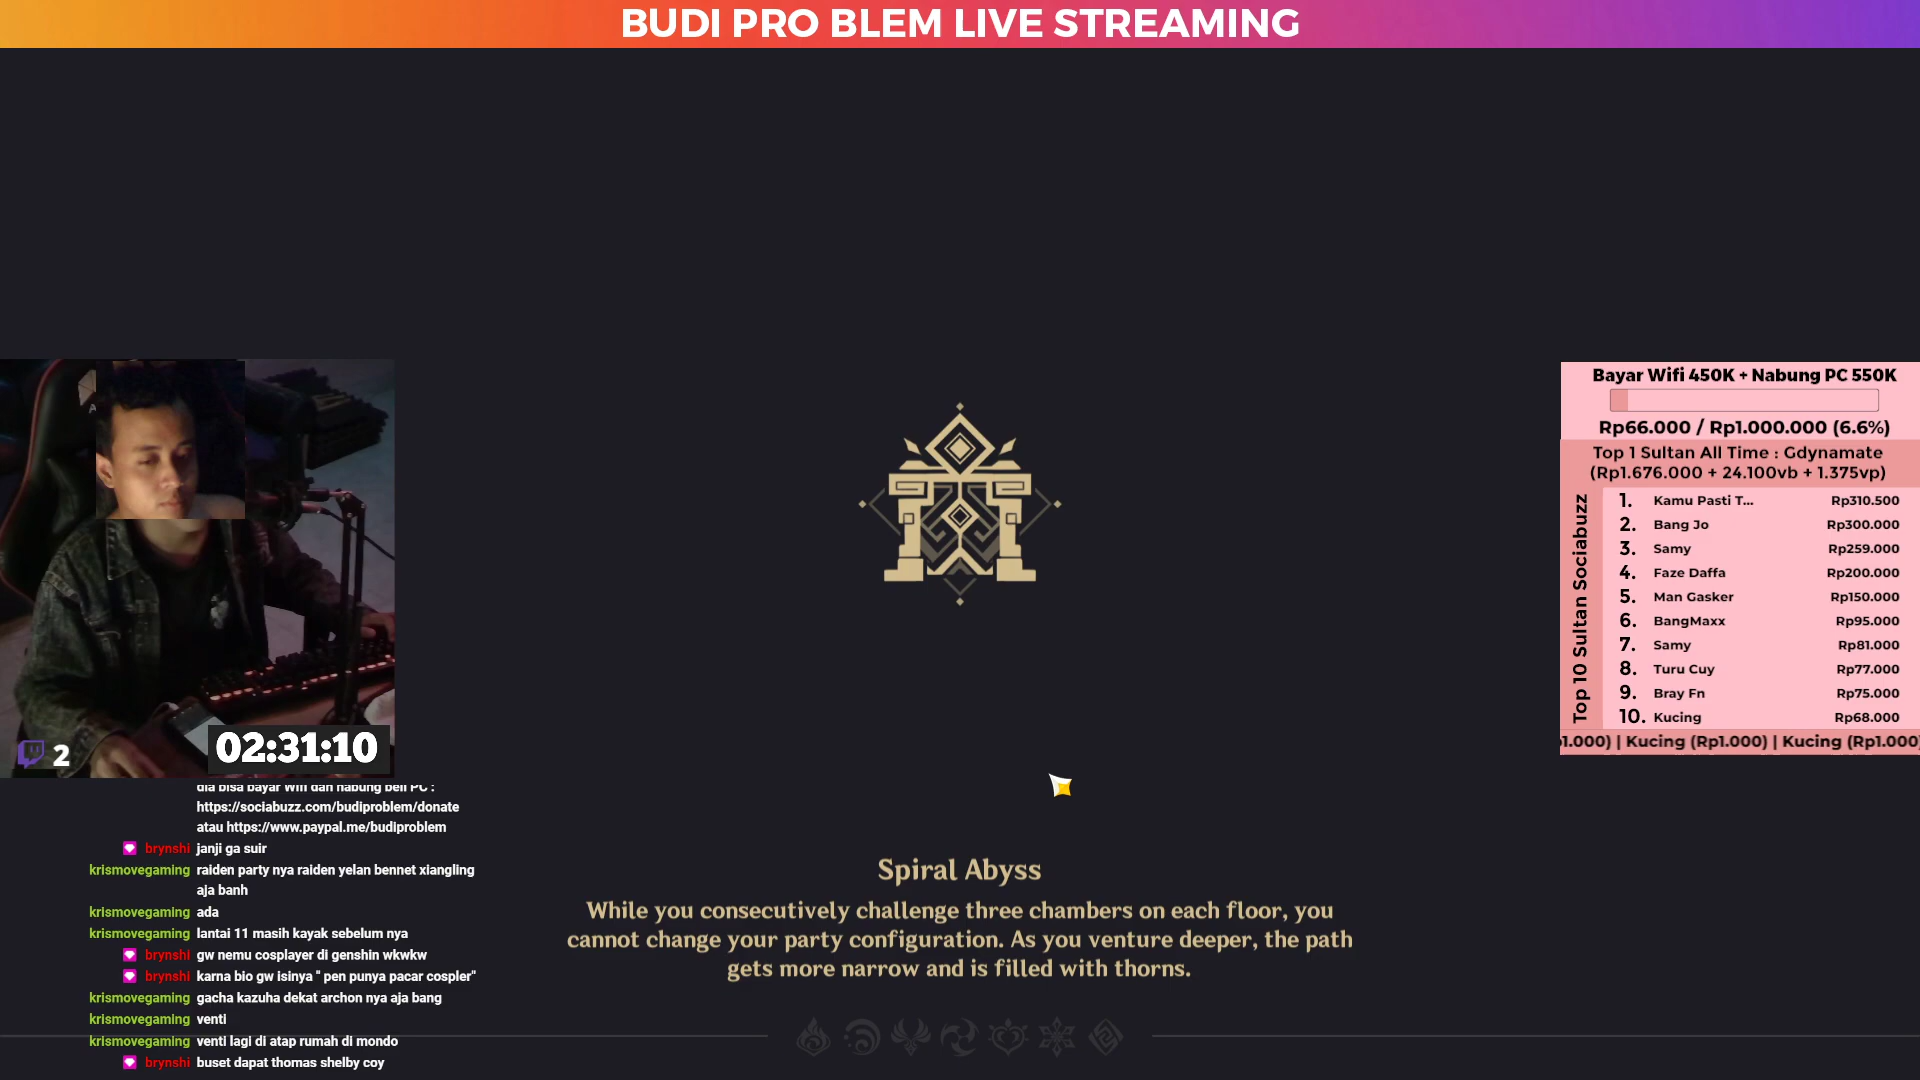 BUDI PRO BLEM LIVE STREAMING
2
02:31:10
dia bisa bayar Wifi dan nabung beli PC :
https://sociabuzz.com/budiproblem/donate
atau https://www.paypal.me/budiproblem
brynshi janji ga suir
krismovegaming raiden party nya raiden yelan bennet xiangling
aja banh
krismovegaming ada
krismovegaming lantai 11 masih kayak sebelum nya
brynshi gw nemu cosplayer di genshin wkwkw
brynshi karna bio gw isinya " pen punya pacar cospler"
krismovegaming gacha kazuha dekat archon nya aja bang
krismovegaming venti
krismovegaming venti lagi di atap rumah di mondo
brynshi buset dapat thomas shelby coy
Spiral Abyss
While you consecutively challenge three chambers on each floor, you
cannot change your party configuration. As you venture deeper, the path
gets more narrow and is filled with thorns.
Bayar Wifi 450K + Nabung PC 550K
Rp66.000 / Rp1.000.000 (6.6%)
Top 1 Sultan All Time : Gdynamate
(Rp1.676.000 + 24.100vb + 1.375vp)
Top 10 Sultan Sociabuzz
1. Kamu Pasti T... Rp310.500
2. Bang Jo Rp300.000
3. Samy Rp259.000
4. Faze Daffa Rp200.000
5. Man Gasker Rp150.000
6. BangMaxx Rp95.000
7. Samy Rp81.000
8. Turu Cuy Rp77.000
9. Bray Fn Rp75.000
10. Kucing Rp68.000
1.000) | Kucing (Rp1.000) | Kucing (Rp1.000)